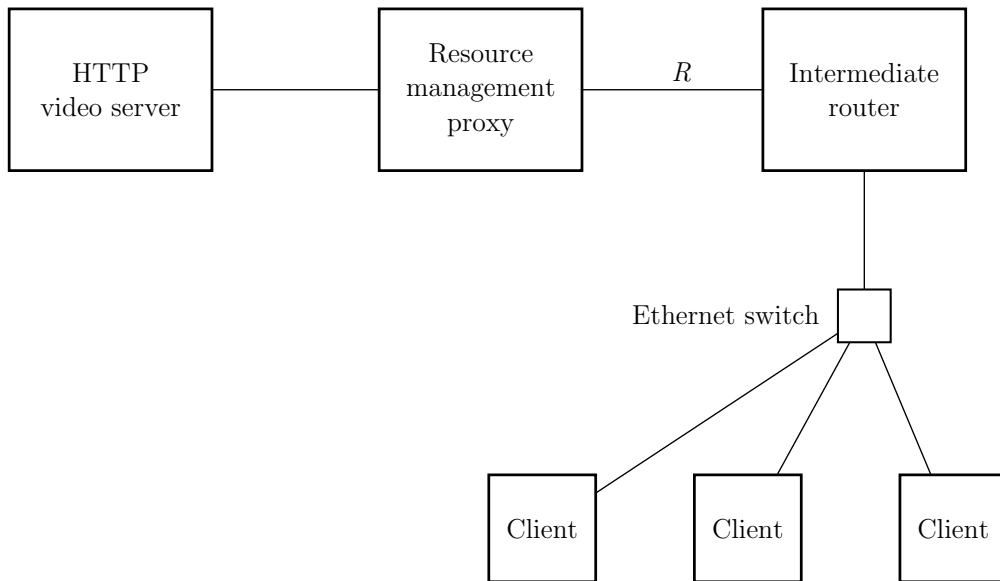 HTTP
video server
Resource
management
proxy
R
Intermediate
router
Ethernet switch
Client
Client
Client